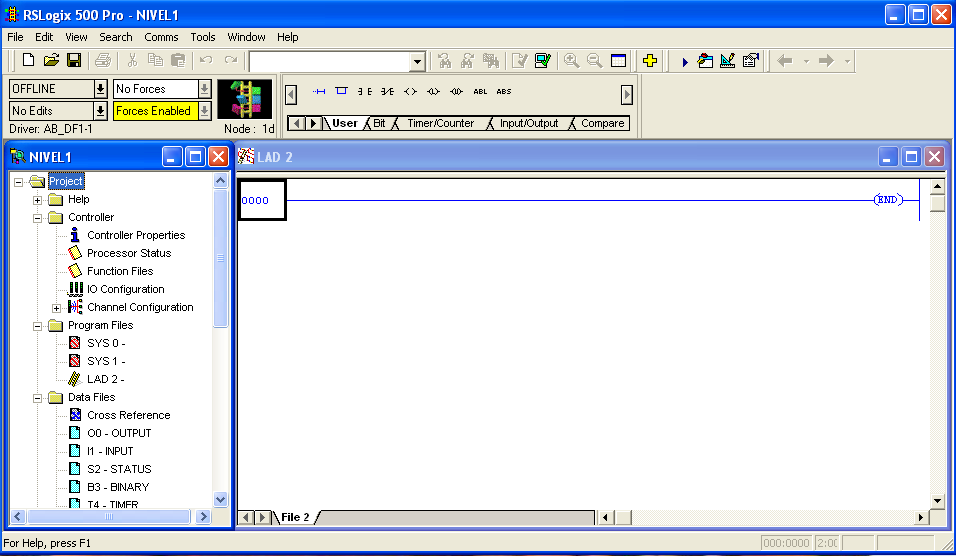 RSLogix 500 Pro - NIVEL1
File Edit View Search Comms Tools Window Help
OFFLINE No Forces
No Edits Forces Enabled
Driver: AB_DF1-1 Node : 1d
ABL ABS
User Bit Timer/Counter Input/Output Compare
NIVEL1
Project
Help
Controller
Controller Properties
Processor Status
Function Files
IO Configuration
Channel Configuration
Program Files
SYS 0 -
SYS 1 -
LAD 2 -
Data Files
Cross Reference
O0 - OUTPUT
I1 - INPUT
S2 - STATUS
B3 - BINARY
T4 - TIMER
LAD 2
0000
END
File 2
For Help, press F1
000:0000